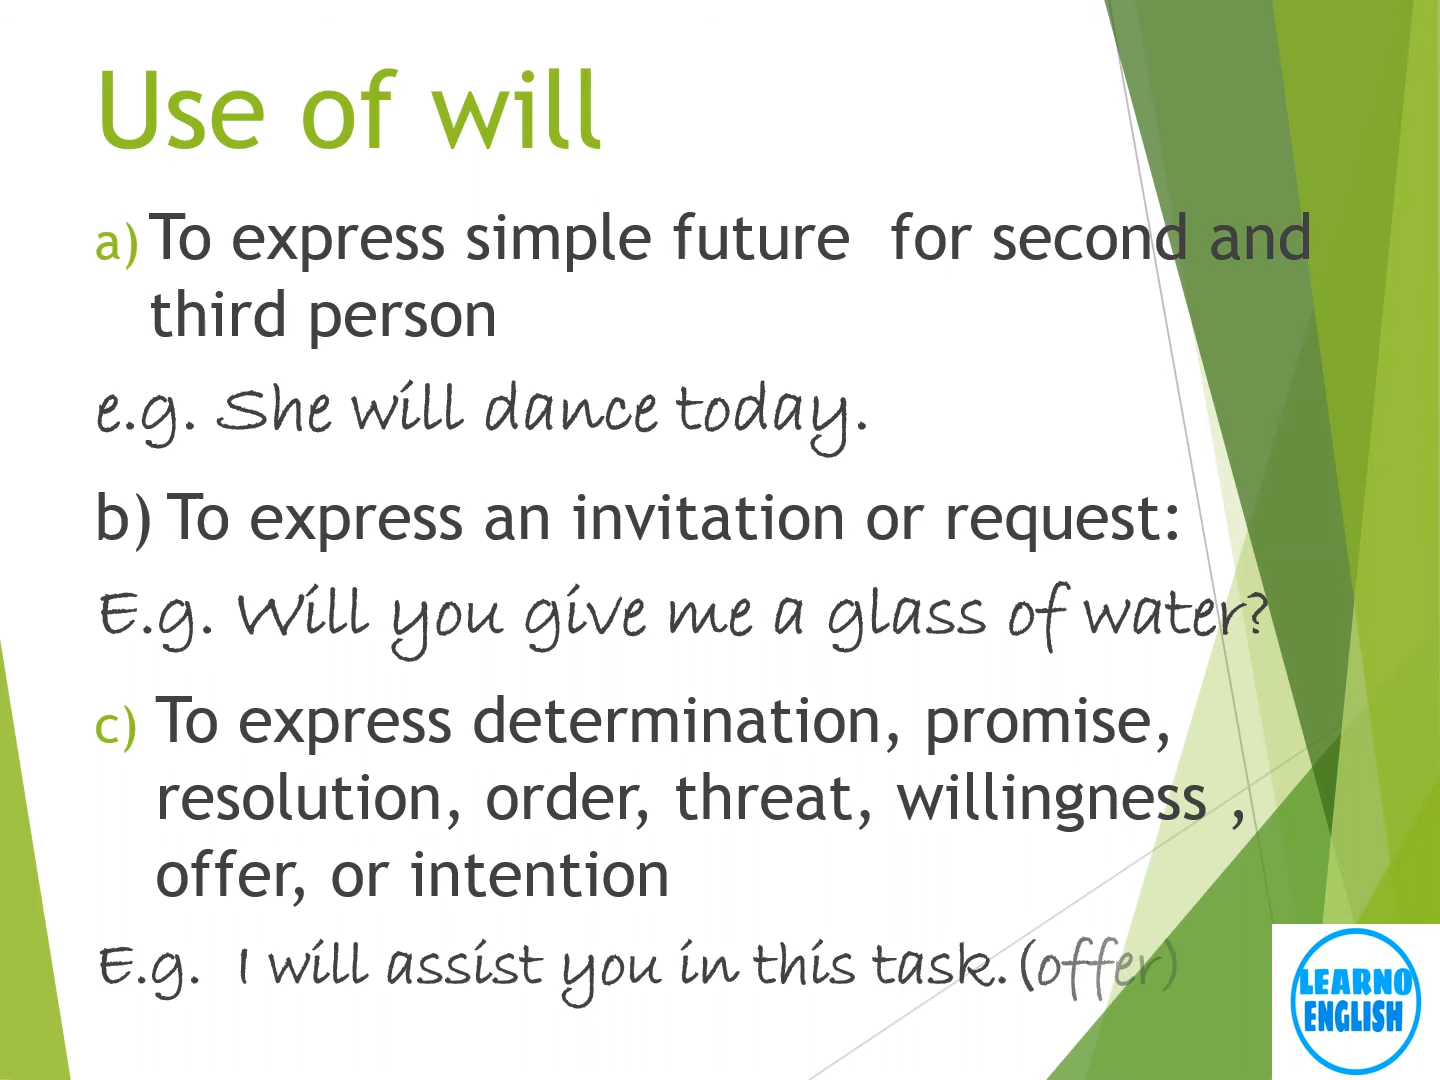 Use of will
a) To express simple future for second and
third person
e.g. She will dance today.
b) To express an invitation or request:
E.g. Will you give me a glass of water?
c) To express determination, promise,
resolution, order, threat, willingness ,
offer, or intention
E.g. I will assist you in this task.(offer)
LEARNO
ENGLISH